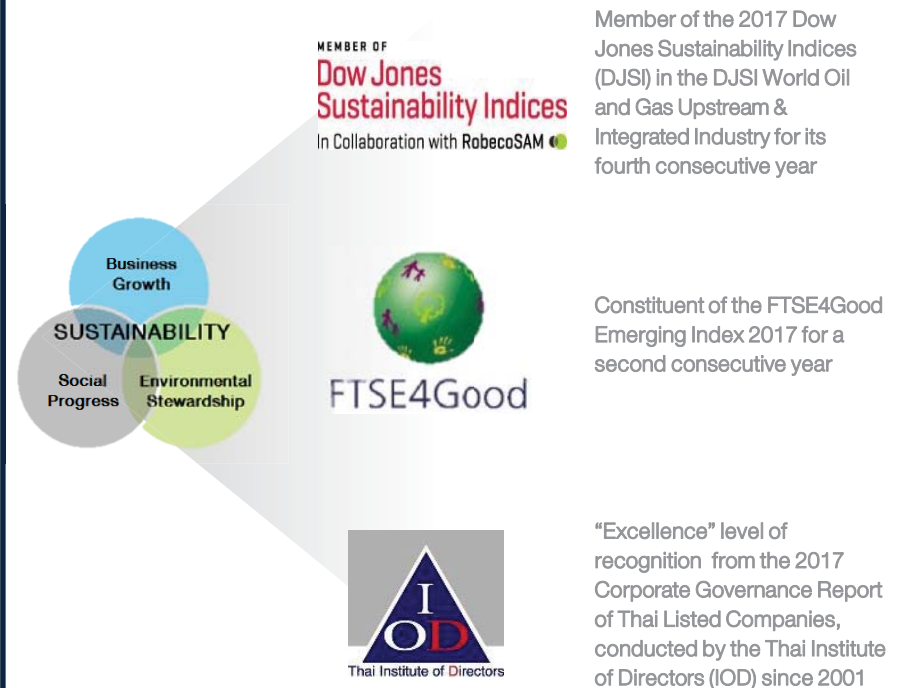 MEMBER OF
Dow Jones
Sustainability Indices
In Collaboration with RobecoSAM
Member of the 2017 Dow
Jones Sustainability Indices
(DJSI) in the DJSI World Oil
and Gas Upstream &
Integrated Industry for its
fourth consecutive year
Business
Growth
SUSTAINABILITY
Social
Progress
Environmental
Stewardship
FTSE4Good
Constituent of the FTSE4Good
Emerging Index 2017 for a
second consecutive year
I
OD
Thai Institute of Directors
“Excellence” level of
recognition from the 2017
Corporate Governance Report
of Thai Listed Companies,
conducted by the Thai Institute
of Directors (IOD) since 2001